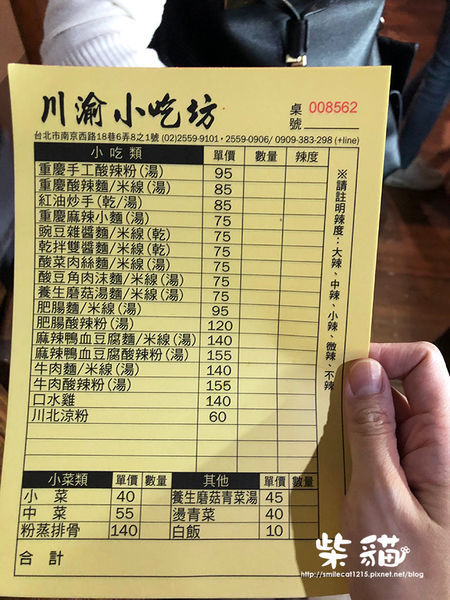 川渝小吃坊
桌號 008562
台北市南京西路18巷6弄8之1號 (02)2559-9101，2559-0906/ 0909-383-298 (+line)
小吃類 單價 數量 辣度
重慶手工酸辣粉(湯) 95
重慶酸辣麵/米線(湯) 85
紅油炒手(乾/湯) 85
重慶麻辣小麵(湯) 75
豌豆雜醬麵/米線(乾) 75
乾拌雙醬麵/米線(乾) 75
酸菜肉絲麵/米線(湯) 75
酸豆角肉沫麵/米線(湯) 75
養生蘑菇湯麵/米線(湯) 75
肥腸麵/米線(湯) 95
肥腸酸辣粉(湯) 120
麻辣鴨血豆腐麵/米線(湯) 140
麻辣鴨血豆腐酸辣粉(湯) 155
牛肉麵/米線(湯) 140
牛肉酸辣粉(湯) 155
口水雞 140
川北涼粉 60
※請註明辣度：大辣、中辣、小辣、微辣、不辣
小菜類 單價 數量 其他 單價 數量
小菜 40 養生磨菇青菜湯 45
中菜 55 燙青菜 40
粉蒸排骨 140 白飯 10
合計
柴貓
http://smilecat1215.pixnet.net/blog